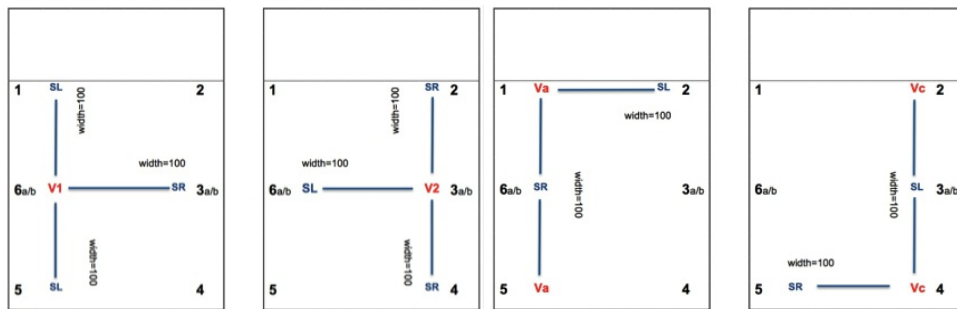 1 SL 2
width=100
width=100
6a/b V1 SR 3a/b
width=100
5 SL 4
1 SR 2
width=100
width=100
6a/b SL V2 3a/b
width=100
5 SR 4
1 Va SL 2
width=100
6a/b SR 3a/b
width=100
5 Va 4
1 Vc 2
6a/b SL 3a/b
width=100
width=100
5 SR Vc 4